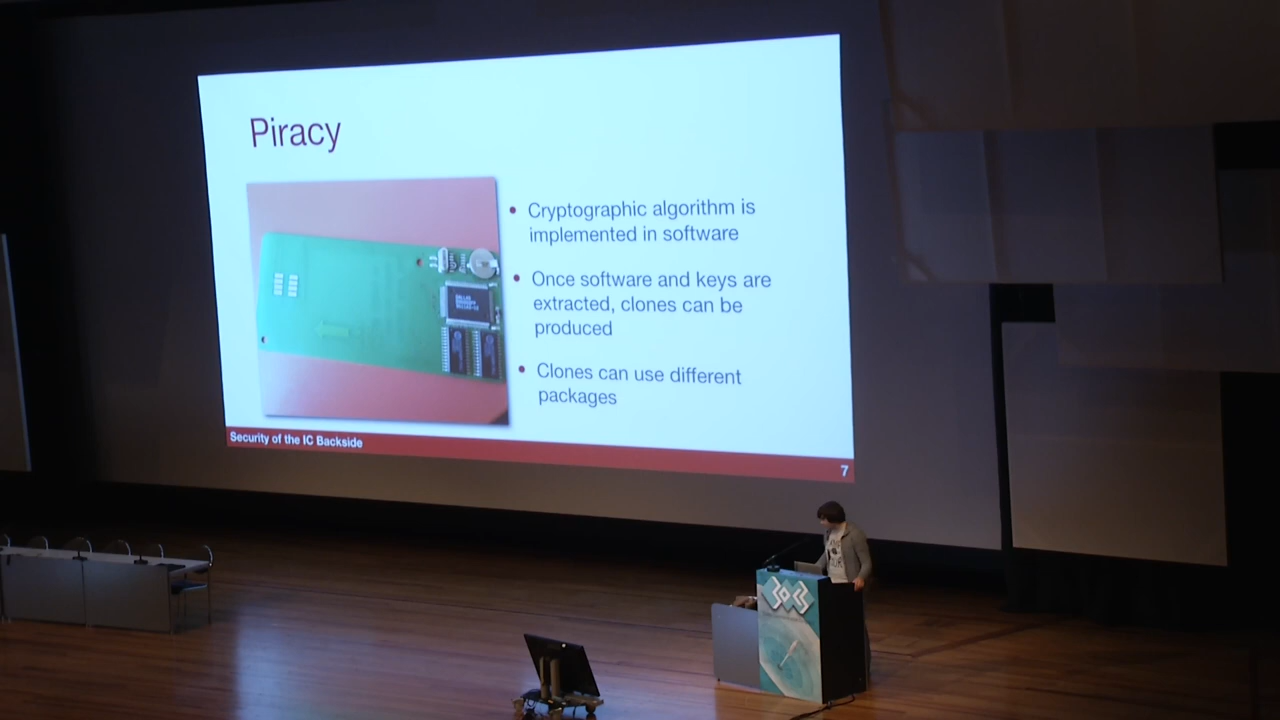 Piracy
Cryptographic algorithm is
implemented in software
Once software and keys are
extracted, clones can be
produced
Clones can use different
packages
Security of the IC Backside
7